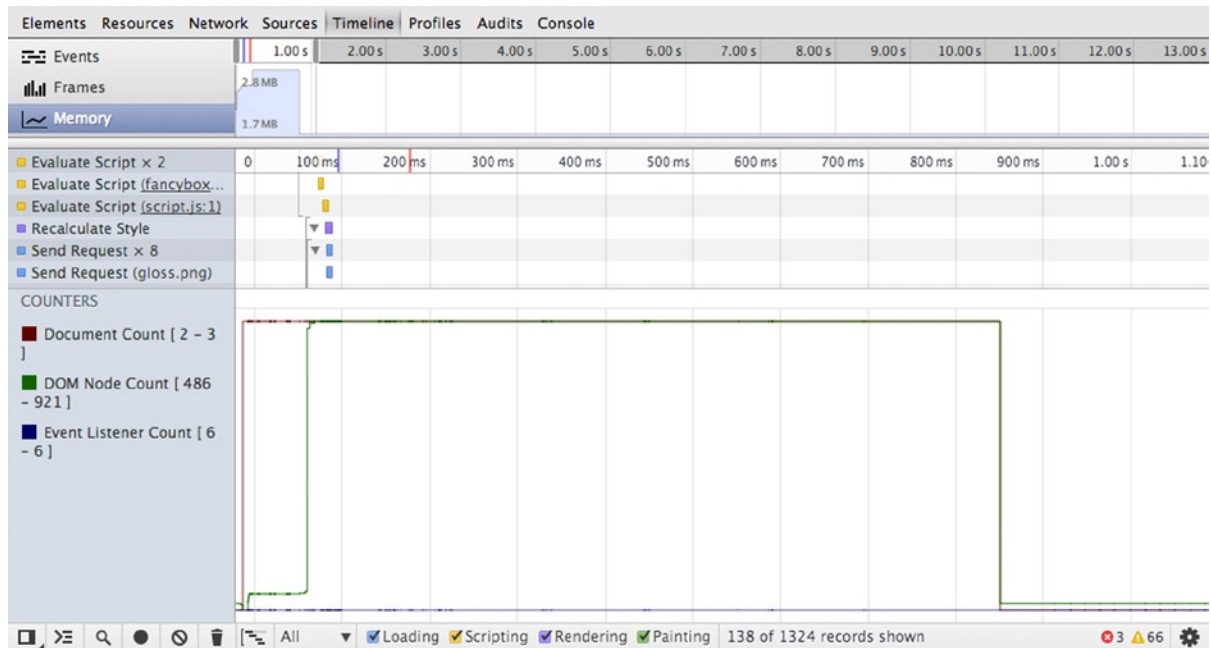 Elements Resources Network Sources Timeline Profiles Audits Console
Events
Frames
Memory
1.00 s 2.00 s 3.00 s 4.00 s 5.00 s 6.00 s 7.00 s 8.00 s 9.00 s 10.00 s 11.00 s 12.00 s 13.00 s
2.8 MB
1.7 MB
Evaluate Script × 2
0 100 ms 200 ms 300 ms 400 ms 500 ms 600 ms 700 ms 800 ms 900 ms 1.00 s 1.10
Evaluate Script (fancybox...
Evaluate Script (script.js:1)
Recalculate Style
Send Request × 8
Send Request (gloss.png)
COUNTERS
Document Count [ 2 – 3
]
DOM Node Count [ 486
– 921 ]
Event Listener Count [ 6
– 6 ]
All Loading Scripting Rendering Painting 138 of 1324 records shown 3 66